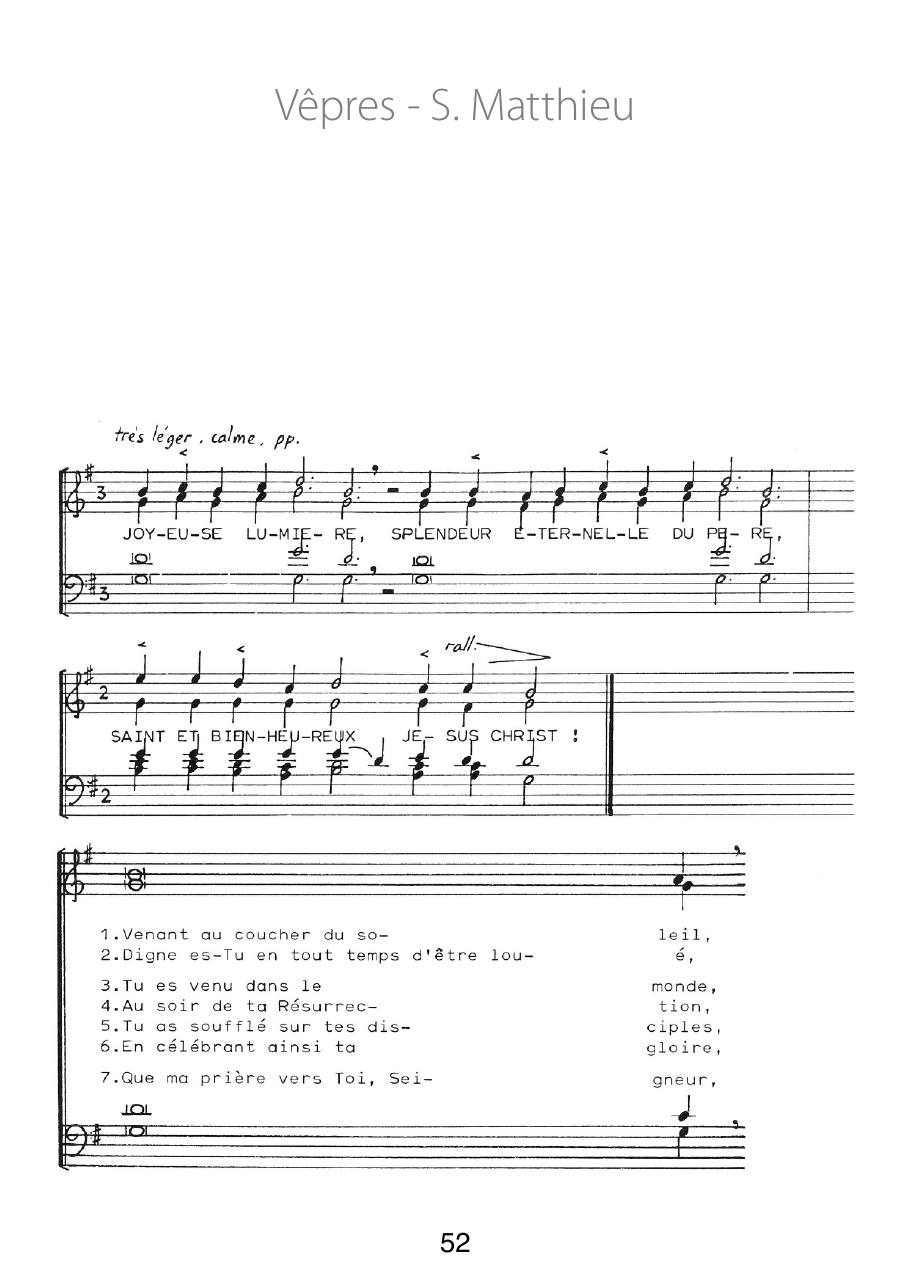 Vêpres - S. Matthieu
très léger, calme, pp.
3
JOY-EU-SE LU-MIE-RE, SPLENDEUR E-TER-NEL-LE DU PE-RE,
3
rall.
2
SAINT ET BIEN-HEU-REUX JE-SUS CHRIST !
2
1.Venant au coucher du so- leil,
2.Digne es-Tu en tout temps d'être lou- é,
3.Tu es venu dans le monde,
4.Au soir de ta Résurrec- tion,
5.Tu as soufflé sur tes dis- ciples,
6.En célébrant ainsi ta gloire,
7.Que ma prière vers Toi, Sei- gneur,
52